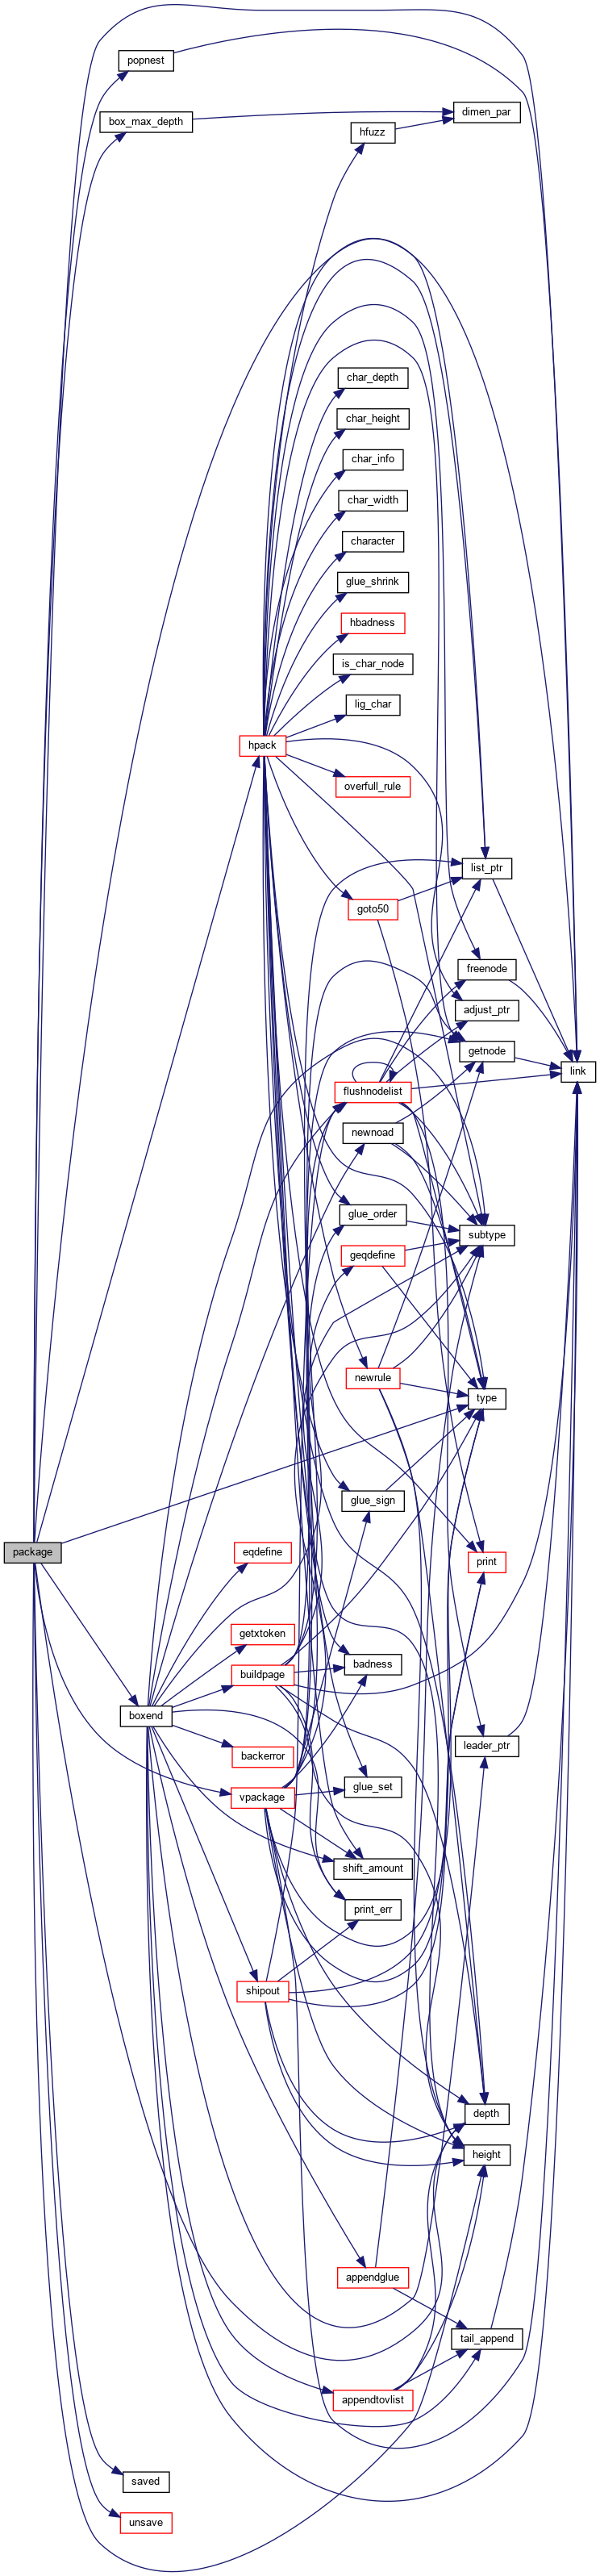 popnest
dimen_par
box_max_depth
hfuzz
char_depth
char_height
char_info
char_width
character
glue_shrink
hbadness
is_char_node
lig_char
hpack
overfull_rule
list_ptr
goto50
freenode
adjust_ptr
getnode
link
flushnodelist
newnoad
glue_order
subtype
geqdefine
newrule
type
glue_sign
package
eqdefine
print
getxtoken
badness
buildpage
boxend
leader_ptr
backerror
glue_set
vpackage
shift_amount
print_err
shipout
depth
height
appendglue
tail_append
appendtovlist
saved
unsave